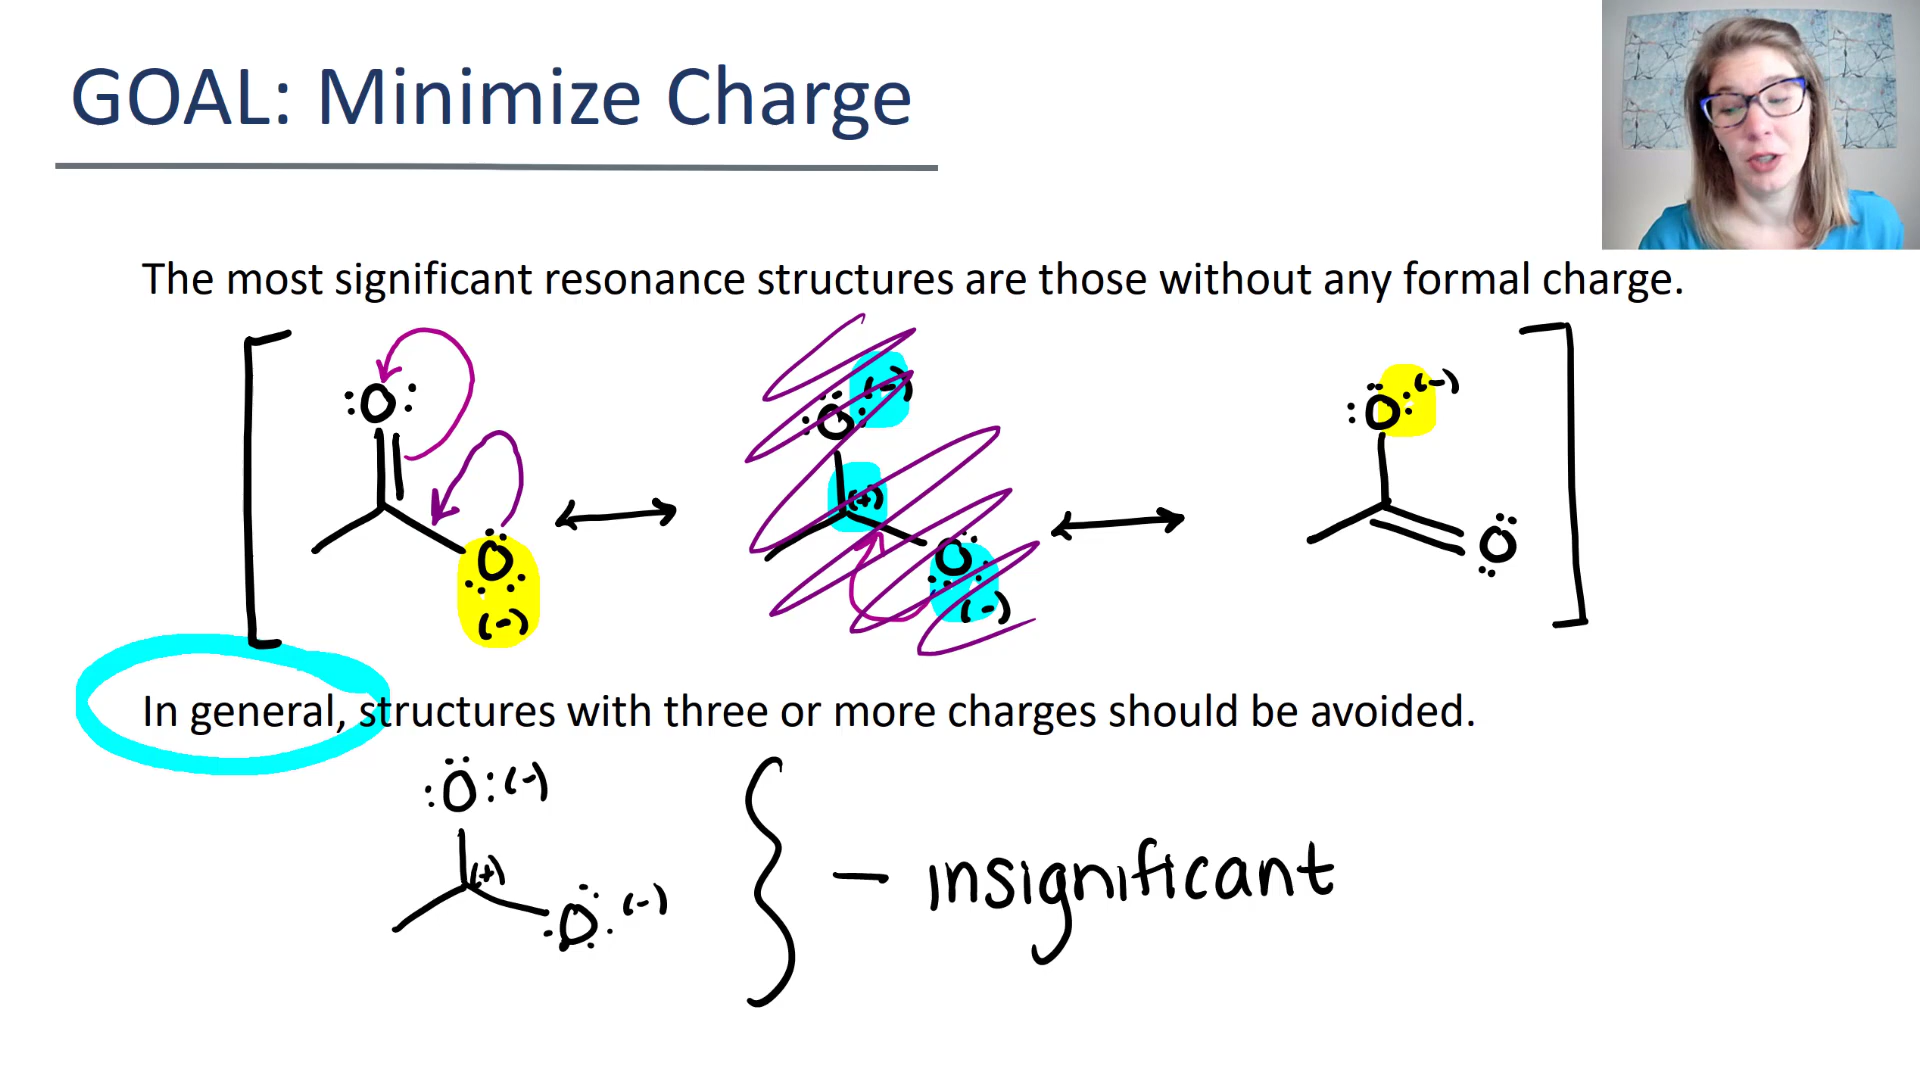 GOAL: Minimize Charge
The most significant resonance structures are those without any formal charge.
:O: (-) :Ö: (-)
(+)
O (-) O (-) Ö
In general, structures with three or more charges should be avoided.
:Ö: (-)
(+)
:O: (-)
– insignificant